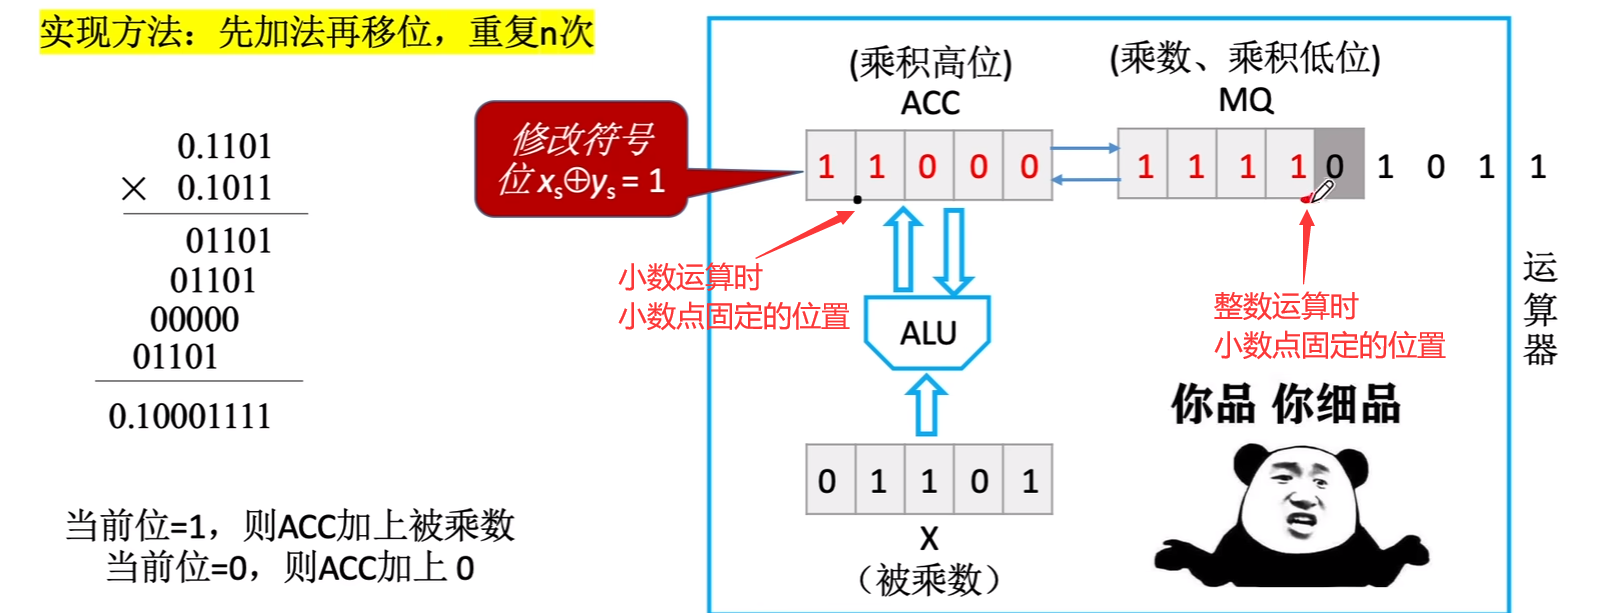 实现方法：先加法再移位，重复n次
0.1101
× 0.1011
01101
01101
00000
01101
0.10001111
当前位=1，则ACC加上被乘数
当前位=0，则ACC加上 0
修改符号
位 xs⊕ys = 1
(乘积高位)
ACC
(乘数、乘积低位)
MQ
1 1 0 0 0
1 1 1 1 0 1 0 1 1
小数运算时
小数点固定的位置
整数运算时
小数点固定的位置
ALU
0 1 1 0 1
X
（被乘数）
运
算
器
你品 你细品